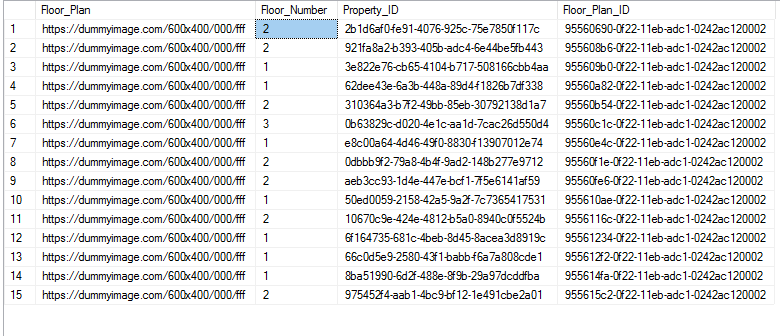 Floor_Plan Floor_Number Property_ID Floor_Plan_ID
1 https://dummyimage.com/600x400/000/fff 2 2b1d6af0-fe91-4076-925c-75e7850f117c 95560690-0f22-11eb-adc1-0242ac120002
2 https://dummyimage.com/600x400/000/fff 2 921fa8a2-b393-405b-adc4-6e44be5fb443 955608b6-0f22-11eb-adc1-0242ac120002
3 https://dummyimage.com/600x400/000/fff 1 3e822e76-cb65-4104-b717-508166cbb4aa 955609b0-0f22-11eb-adc1-0242ac120002
4 https://dummyimage.com/600x400/000/fff 1 62dee43e-6a3b-448a-89d4-f1826b7df338 95560a82-0f22-11eb-adc1-0242ac120002
5 https://dummyimage.com/600x400/000/fff 2 310364a3-b7f2-49bb-85eb-30792138d1a7 95560b54-0f22-11eb-adc1-0242ac120002
6 https://dummyimage.com/600x400/000/fff 3 0b63829c-d020-4e1c-aa1d-7cac26d550d4 95560c1c-0f22-11eb-adc1-0242ac120002
7 https://dummyimage.com/600x400/000/fff 1 e8c00a64-4d46-49f0-8830-f13907012e74 95560e4c-0f22-11eb-adc1-0242ac120002
8 https://dummyimage.com/600x400/000/fff 2 0dbbb9f2-79a8-4b4f-9ad2-148b277e9712 95560f1e-0f22-11eb-adc1-0242ac120002
9 https://dummyimage.com/600x400/000/fff 2 aeb3cc93-1d4e-447e-bcf1-7f5e6141af59 95560fe6-0f22-11eb-adc1-0242ac120002
10 https://dummyimage.com/600x400/000/fff 1 50ed0059-2158-42a5-9a2f-7c7365417531 955610ae-0f22-11eb-adc1-0242ac120002
11 https://dummyimage.com/600x400/000/fff 2 10670c9e-424e-4812-b5a0-8940c0f5524b 9556116c-0f22-11eb-adc1-0242ac120002
12 https://dummyimage.com/600x400/000/fff 1 6f164735-681c-4beb-8d45-8acea3d8919c 95561234-0f22-11eb-adc1-0242ac120002
13 https://dummyimage.com/600x400/000/fff 1 66c0d5e9-2580-43f1-babb-f6a7a808cde1 955612f2-0f22-11eb-adc1-0242ac120002
14 https://dummyimage.com/600x400/000/fff 1 8ba51990-6d2f-488e-8f9b-29a97dcddfba 955614fa-0f22-11eb-adc1-0242ac120002
15 https://dummyimage.com/600x400/000/fff 2 975452f4-aab1-4bc9-bf12-1e491cbe2a01 955615c2-0f22-11eb-adc1-0242ac120002